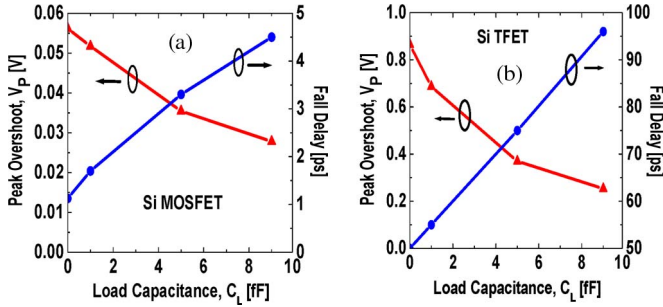 (a)
Si MOSFET
Peak Overshoot, V_P [V]
0.06
0.05
0.04
0.03
0.02
0.01
0.00
5
4
3
2
1
0
Fall Delay [ps]
0 2 4 6 8 10
Load Capacitance, C_L [fF]
Si TFET
(b)
Peak Overshoot, V_P [V]
1.0
0.8
0.6
0.4
0.2
0.0
100
90
80
70
60
50
Fall Delay [ps]
0 2 4 6 8 10
Load Capacitance, C_L [fF]